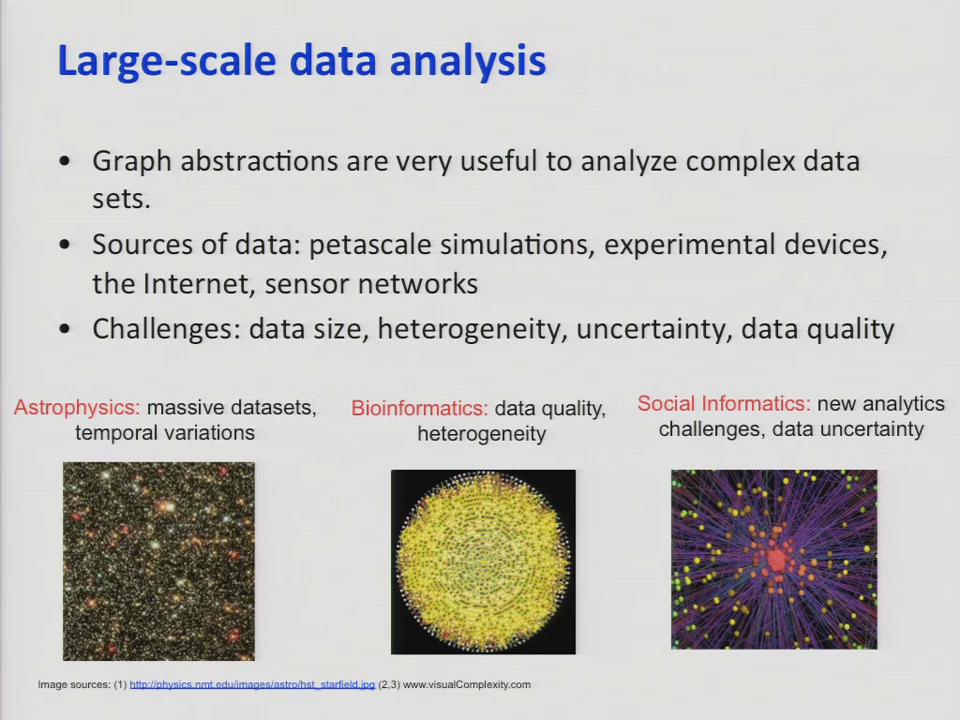 Large-scale data analysis
• Graph abstractions are very useful to analyze complex data
sets.
• Sources of data: petascale simulations, experimental devices,
the Internet, sensor networks
• Challenges: data size, heterogeneity, uncertainty, data quality
Astrophysics: massive datasets,
temporal variations
Bioinformatics: data quality,
heterogeneity
Social Informatics: new analytics
challenges, data uncertainty
Image sources: (1) http://physics.nmt.edu/images/astro/hst_starfield.jpg (2,3) www.visualComplexity.com